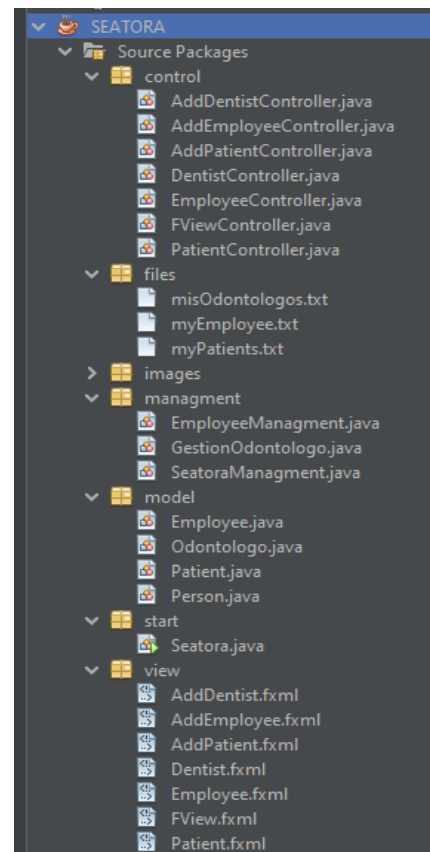 SEATORA
Source Packages
control
AddDentistController.java
AddEmployeeController.java
AddPatientController.java
DentistController.java
EmployeeController.java
FViewController.java
PatientController.java
files
misOdontologos.txt
myEmployee.txt
myPatients.txt
images
managment
EmployeeManagment.java
GestionOdontologo.java
SeatoraManagment.java
model
Employee.java
Odontologo.java
Patient.java
Person.java
start
Seatora.java
view
AddDentist.fxml
AddEmployee.fxml
AddPatient.fxml
Dentist.fxml
Employee.fxml
FView.fxml
Patient.fxml